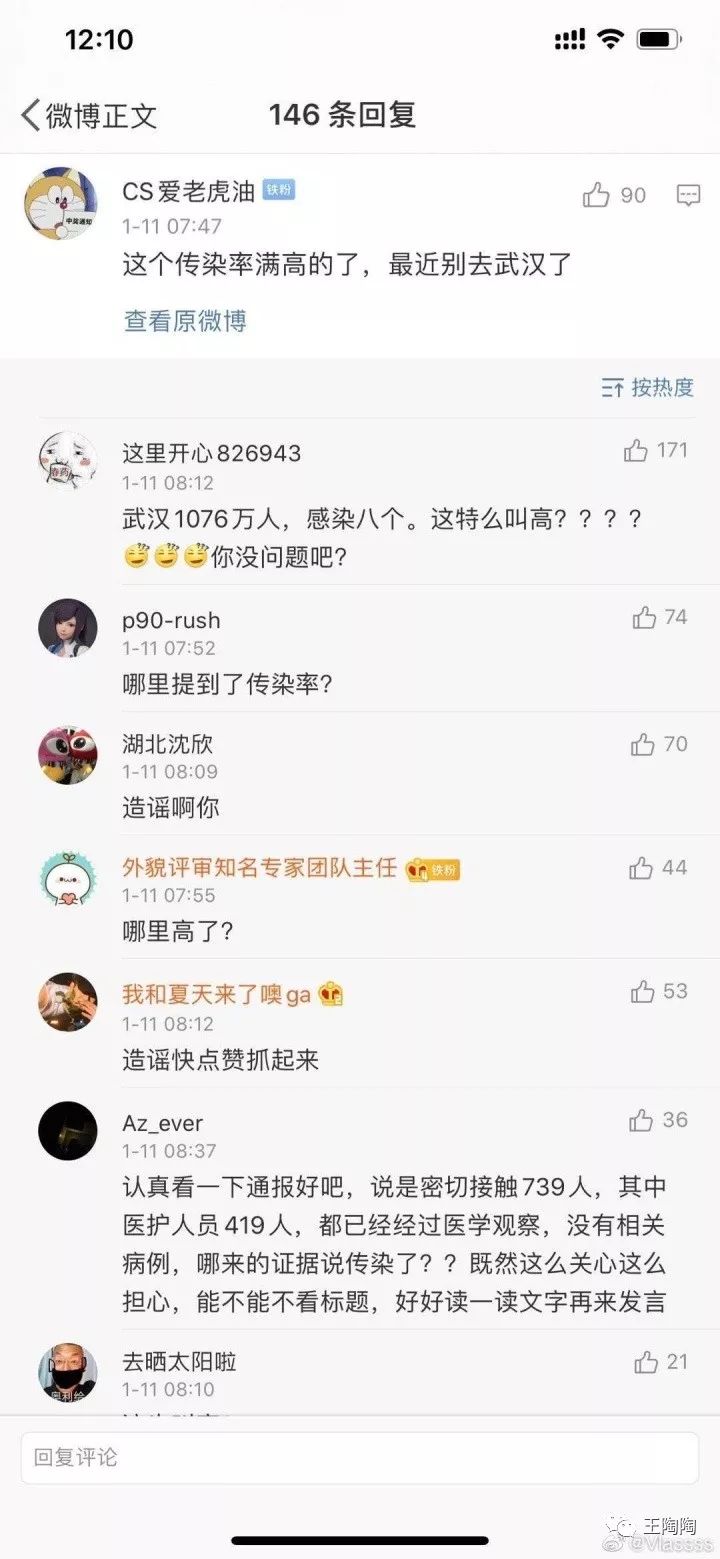 12:10
微博正文
146 条回复
CS爱老虎油 铁粉
90
中奖通知
1-11 07:47
这个传染率满高的了，最近别去武汉了
查看原微博
按热度
这里开心826943
171
1-11 08:12
武汉1076万人，感染八个。这特么叫高？？？？
???
???
???
你没问题吧？
p90-rush
74
1-11 07:52
哪里提到了传染率？
湖北沈欣
70
1-11 08:09
造谣啊你
外貌评审知名专家团队主任 铁粉
44
1-11 07:55
哪里高了？
我和夏天来了噢ga
53
1-11 08:12
造谣快点赞抓起来
Az_ever
36
1-11 08:37
认真看一下通报好吧，说是密切接触739人，其中
医护人员419人，都已经经过医学观察，没有相关
病例，哪来的证据说传染了？？既然这么关心这么
担心，能不能不看标题，好好读一读文字再来发言
去晒太阳啦
21
1-11 08:10
奥利给
回复评论
王陶陶
@Vlassss